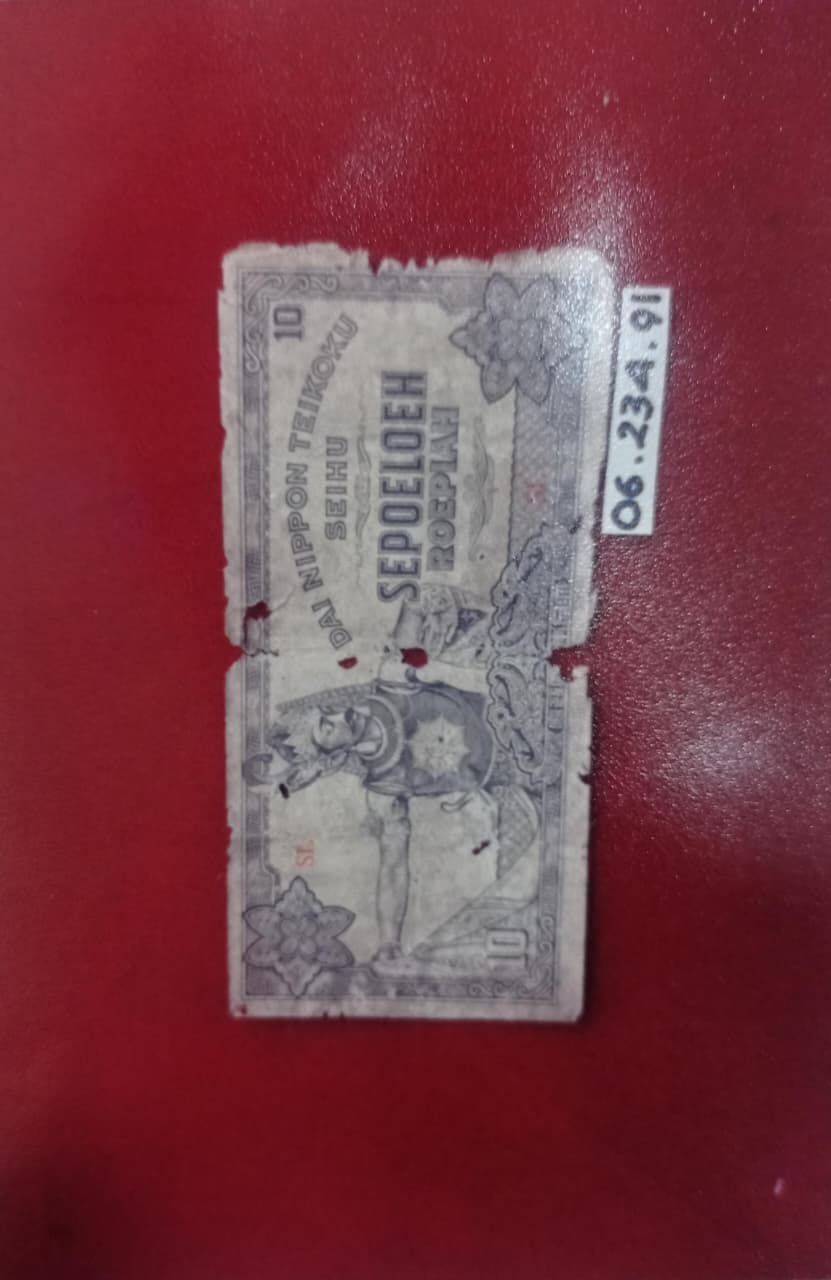 10
DAI NIPPON TEIKOKU
SEIHU
SEPOELOEH
ROEPIAH
SL
SL
10
06.234.91